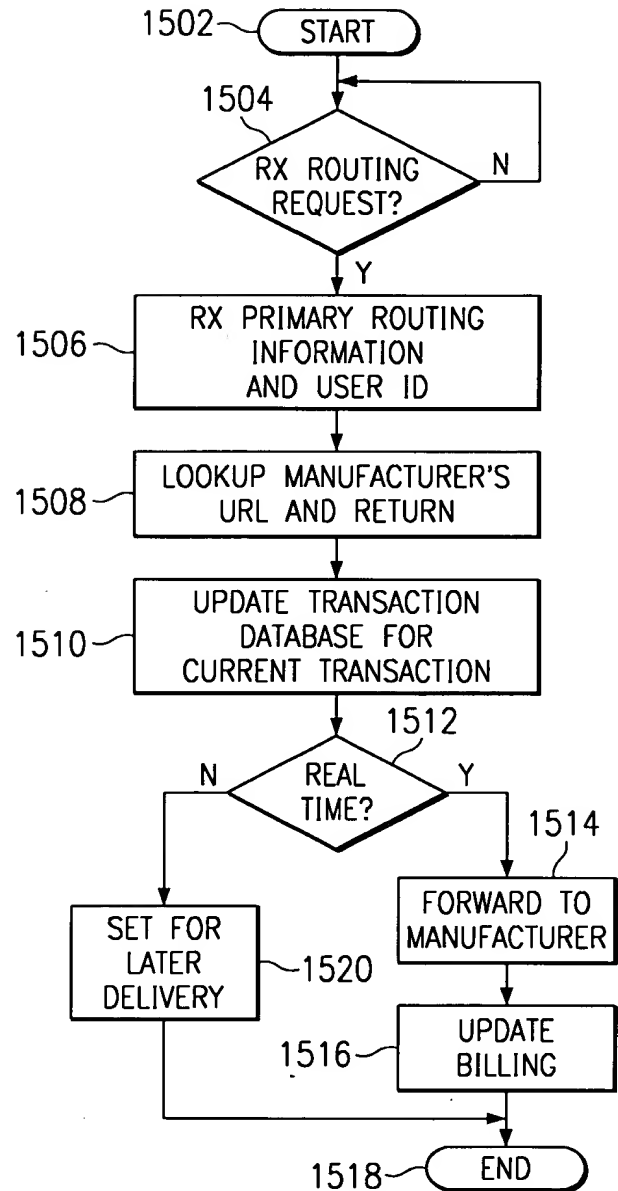 1502
START
1504
RX ROUTING
REQUEST?
N
Y
1506
RX PRIMARY ROUTING
INFORMATION
AND USER ID
1508
LOOKUP MANUFACTURER'S
URL AND RETURN
1510
UPDATE TRANSACTION
DATABASE FOR
CURRENT TRANSACTION
1512
N
REAL
TIME?
Y
1514
SET FOR
LATER
DELIVERY
1520
FORWARD TO
MANUFACTURER
1516
UPDATE
BILLING
1518
END